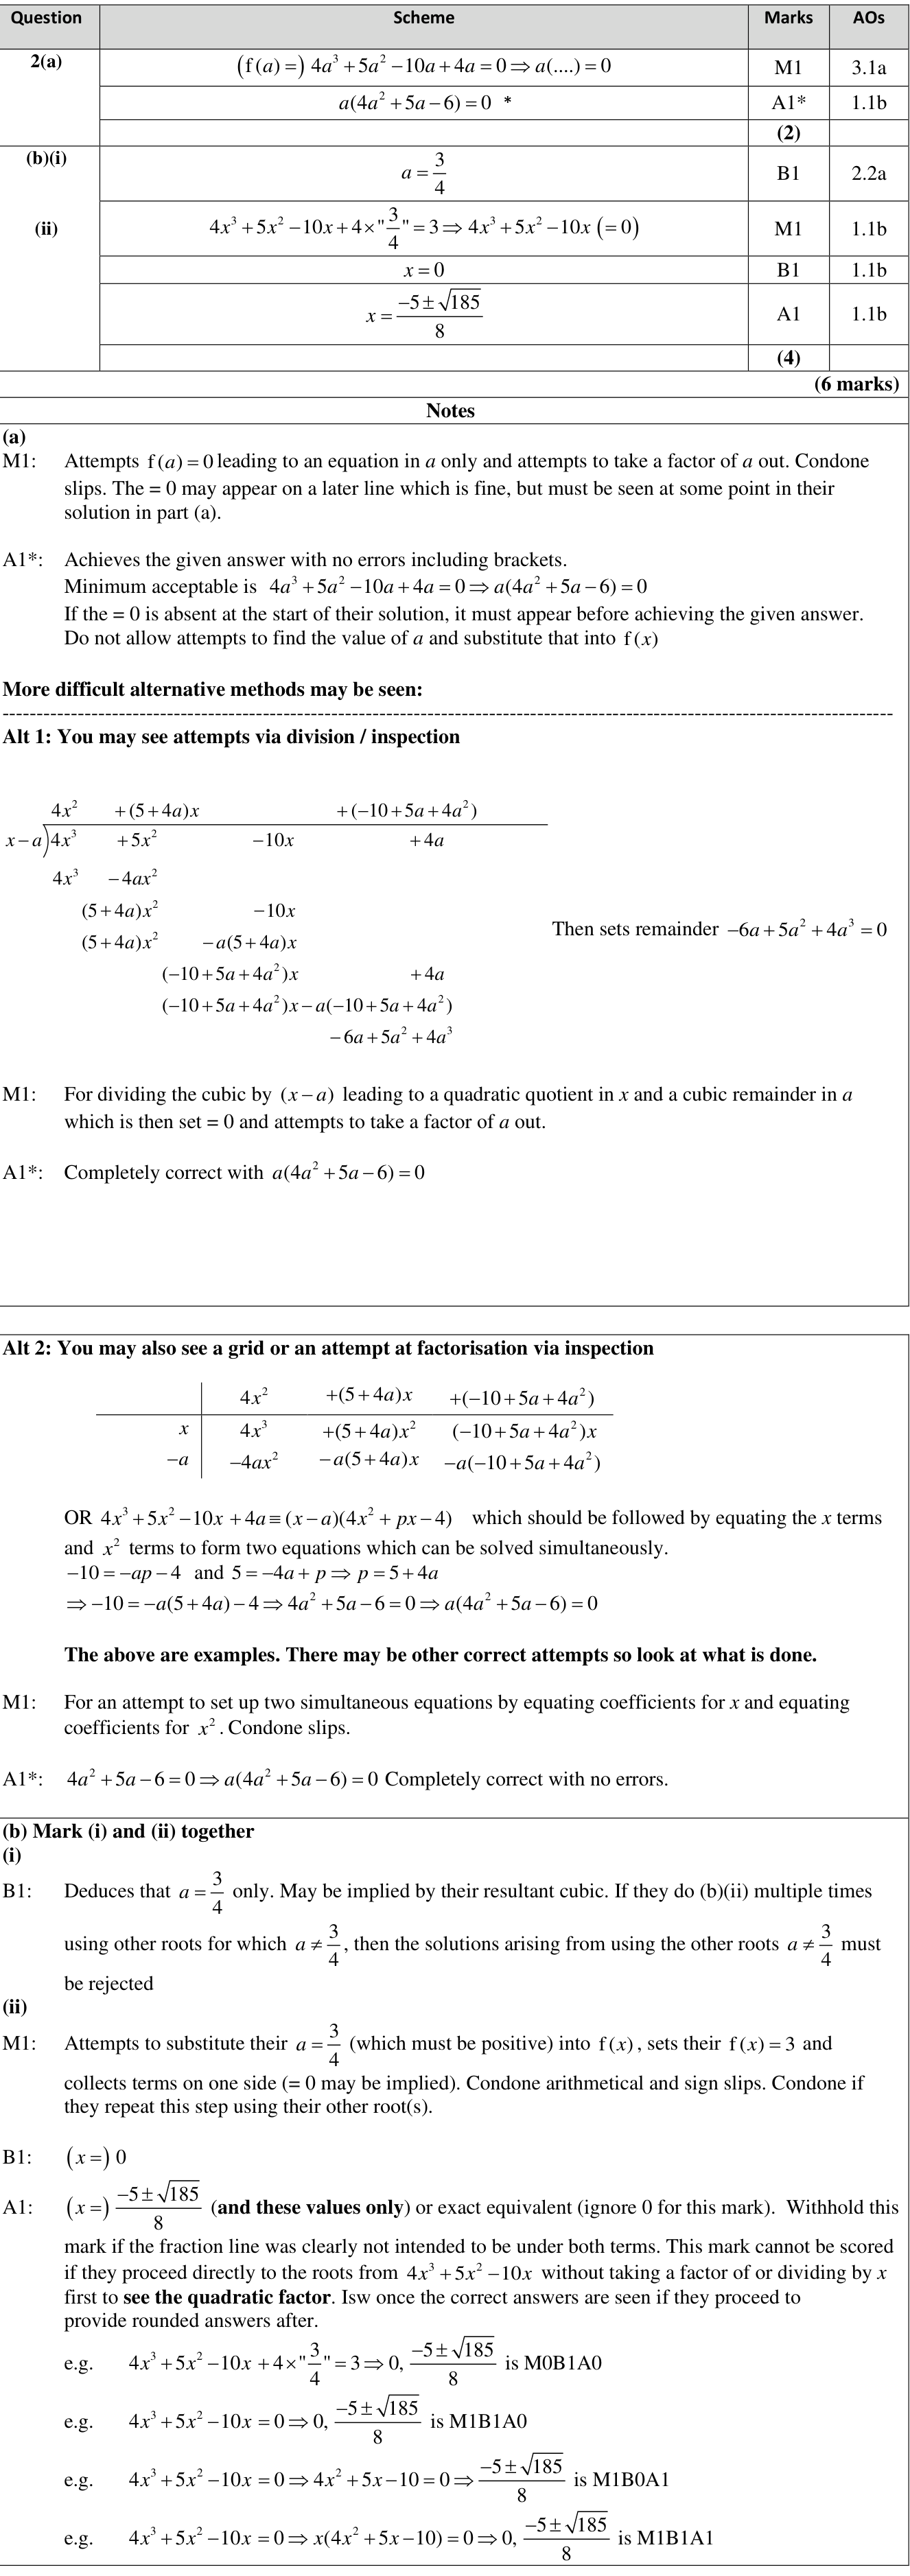 Question Scheme Marks AOs
2(a) (f(a)=) 4a³+5a²−10a+4a=0⇒a(....)=0 M1 3.1a
a(4a²+5a−6)=0 * A1* 1.1b
(2)
(b)(i) a=3/4 B1 2.2a
(ii) 4x³+5x²−10x+4×"3/4"=3⇒4x³+5x²−10x(=0) M1 1.1b
x=0 B1 1.1b
x=(−5±√185)/8 A1 1.1b
(4)
(6 marks)
Notes
(a)
M1: Attempts f(a)=0 leading to an equation in a only and attempts to take a factor of a out. Condone
slips. The = 0 may appear on a later line which is fine, but must be seen at some point in their
solution in part (a).
A1*: Achieves the given answer with no errors including brackets.
Minimum acceptable is 4a³+5a²−10a+4a=0⇒a(4a²+5a−6)=0
If the = 0 is absent at the start of their solution, it must appear before achieving the given answer.
Do not allow attempts to find the value of a and substitute that into f(x)
More difficult alternative methods may be seen:
Alt 1: You may see attempts via division / inspection
4x² +(5+4a)x +(−10+5a+4a²)
x−a)4x³ +5x² −10x +4a
4x³ −4ax²
(5+4a)x² −10x
(5+4a)x² −a(5+4a)x
Then sets remainder −6a+5a²+4a³=0
(−10+5a+4a²)x +4a
(−10+5a+4a²)x−a(−10+5a+4a²)
−6a+5a²+4a³
M1: For dividing the cubic by (x−a) leading to a quadratic quotient in x and a cubic remainder in a
which is then set = 0 and attempts to take a factor of a out.
A1*: Completely correct with a(4a²+5a−6)=0
Alt 2: You may also see a grid or an attempt at factorisation via inspection
4x² +(5+4a)x +(−10+5a+4a²)
x 4x³ +(5+4a)x² (−10+5a+4a²)x
−a −4ax² −a(5+4a)x −a(−10+5a+4a²)
OR 4x³+5x²−10x+4a≡(x−a)(4x²+px−4) which should be followed by equating the x terms
and x² terms to form two equations which can be solved simultaneously.
−10=−ap−4 and 5=−4a+p⇒p=5+4a
⇒−10=−a(5+4a)−4⇒4a²+5a−6=0⇒a(4a²+5a−6)=0
The above are examples. There may be other correct attempts so look at what is done.
M1: For an attempt to set up two simultaneous equations by equating coefficients for x and equating
coefficients for x². Condone slips.
A1*: 4a²+5a−6=0⇒a(4a²+5a−6)=0 Completely correct with no errors.
(b) Mark (i) and (ii) together
(i)
B1: Deduces that a=3/4 only. May be implied by their resultant cubic. If they do (b)(ii) multiple times
using other roots for which a≠3/4, then the solutions arising from using the other roots a≠3/4 must
be rejected
(ii)
M1: Attempts to substitute their a=3/4 (which must be positive) into f(x), sets their f(x)=3 and
collects terms on one side (= 0 may be implied). Condone arithmetical and sign slips. Condone if
they repeat this step using their other root(s).
B1: (x=) 0
A1: (x=) (−5±√185)/8 (and these values only) or exact equivalent (ignore 0 for this mark). Withhold this
mark if the fraction line was clearly not intended to be under both terms. This mark cannot be scored
if they proceed directly to the roots from 4x³+5x²−10x without taking a factor of or dividing by x
first to see the quadratic factor. Isw once the correct answers are seen if they proceed to
provide rounded answers after.
e.g. 4x³+5x²−10x+4×"3/4"=3⇒0, (−5±√185)/8 is M0B1A0
e.g. 4x³+5x²−10x=0⇒0, (−5±√185)/8 is M1B1A0
e.g. 4x³+5x²−10x=0⇒4x²+5x−10=0⇒(−5±√185)/8 is M1B0A1
e.g. 4x³+5x²−10x=0⇒x(4x²+5x−10)=0⇒0, (−5±√185)/8 is M1B1A1